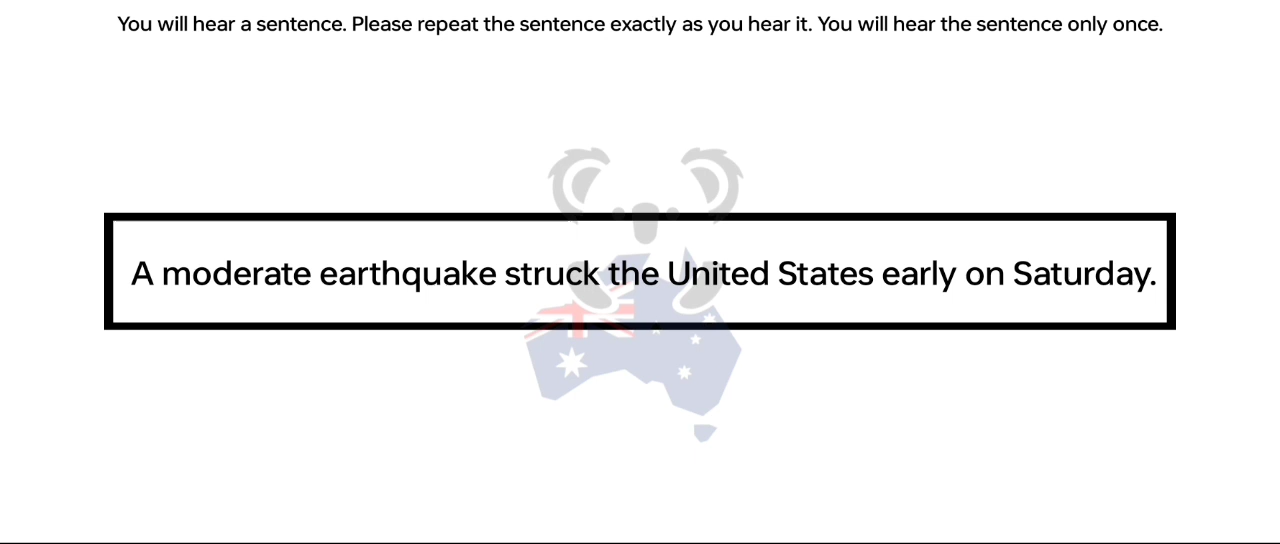 You will hear a sentence. Please repeat the sentence exactly as you hear it. You will hear the sentence only once.
A moderate earthquake struck the United States early on Saturday.